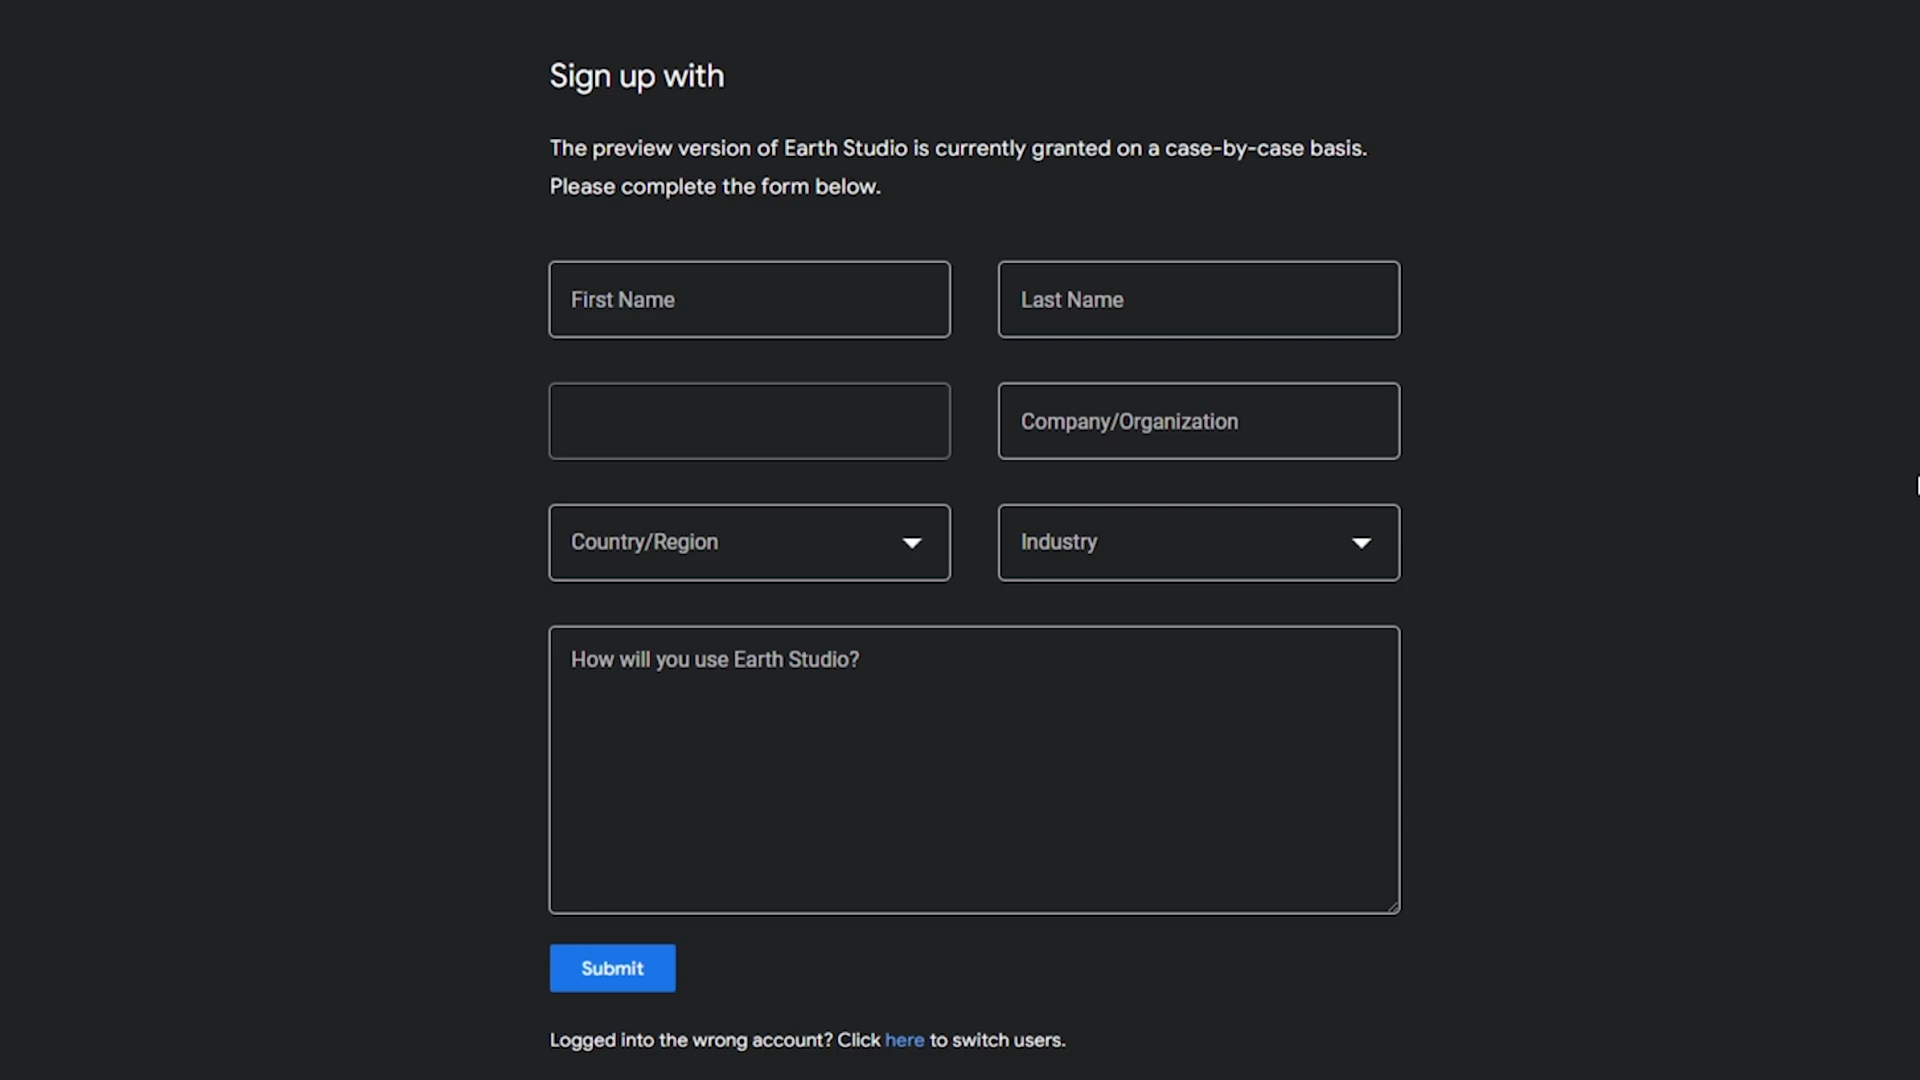 Sign up with
The preview version of Earth Studio is currently granted on a case-by-case basis.
Please complete the form below.
First Name
Last Name
Company/Organization
Country/Region
Industry
How will you use Earth Studio?
Submit
Logged into the wrong account? Click here to switch users.